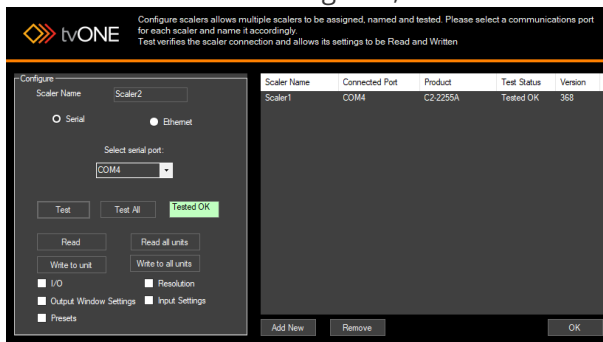 tvONE
Configure scalers allows multiple scalers to be assigned, named and tested. Please select a communications port
for each scaler and name it accordingly.
Test verifies the scaler connection and allows its settings to be Read and Written
Configure
Scaler Name Scaler2
Serial Ethernet
Select serial port:
COM4
Test Test All Tested OK
Read Read all units
Write to unit Write to all units
I/O Resolution
Output Window Settings Input Settings
Presets
Scaler Name Connected Port Product Test Status Version
Scaler1 COM4 C2-2255A Tested OK 368
Add New Remove OK